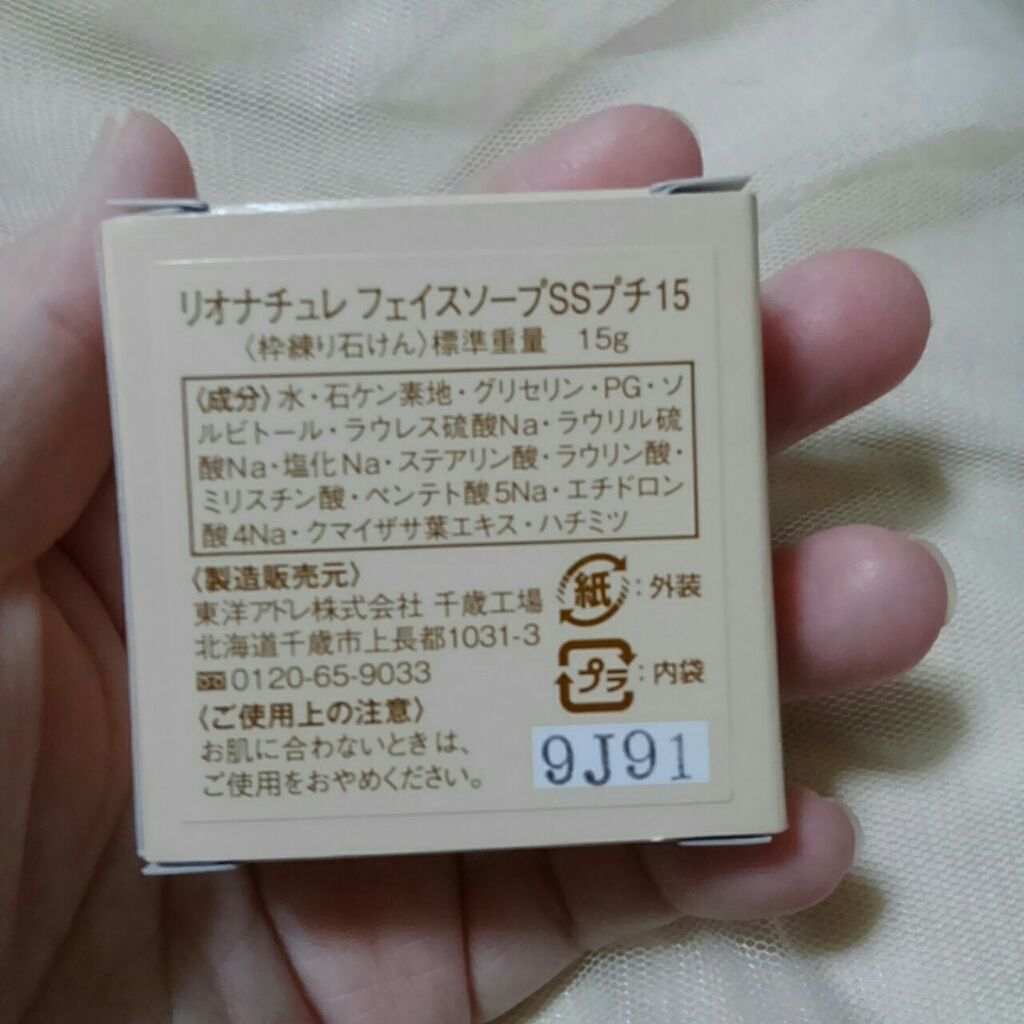 リオナチュレ フェイスソープSSプチ15
〈枠練り石けん〉標準重量 15g
〈成分〉水・石ケン素地・グリセリン・PG・ソ
ルビトール・ラウレス硫酸Na・ラウリル硫
酸Na・塩化Na・ステアリン酸・ラウリン酸・
ミリスチン酸・ペンテト酸5Na・エチドロン
酸4Na・クマイザサ葉エキス・ハチミツ
〈製造販売元〉
東洋アドレ株式会社 千歳工場
北海道千歳市上長都1031-3
0120-65-9033
〈ご使用上の注意〉
お肌に合わないときは、
ご使用をおやめください。
紙：外装
プラ：内袋
9J91